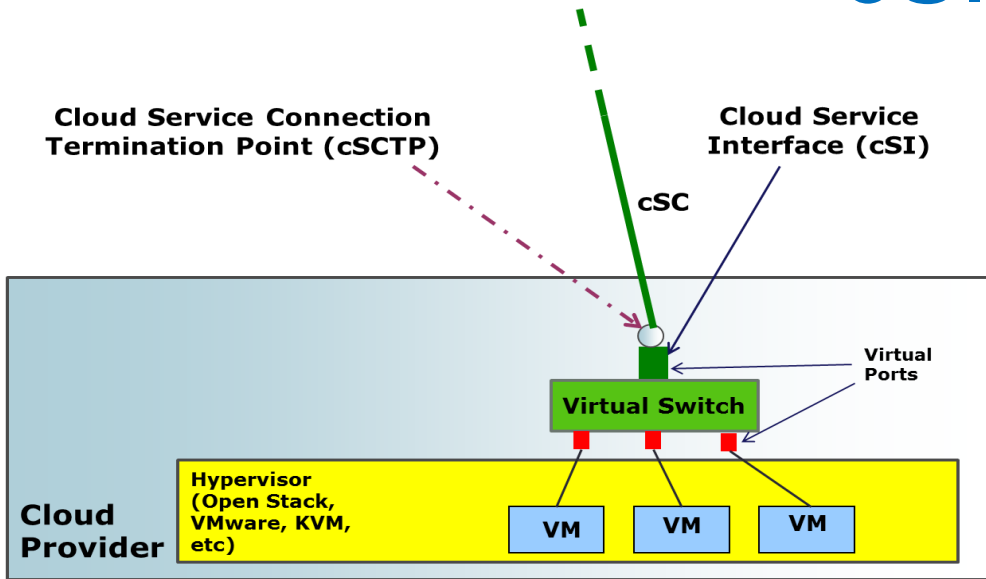 Cloud Service Connection
Termination Point (cSCTP)
Cloud Service
Interface (cSI)
cSC
Virtual
Ports
Virtual Switch
Hypervisor
(Open Stack,
VMware, KVM,
etc)
Cloud
Provider
VM
VM
VM